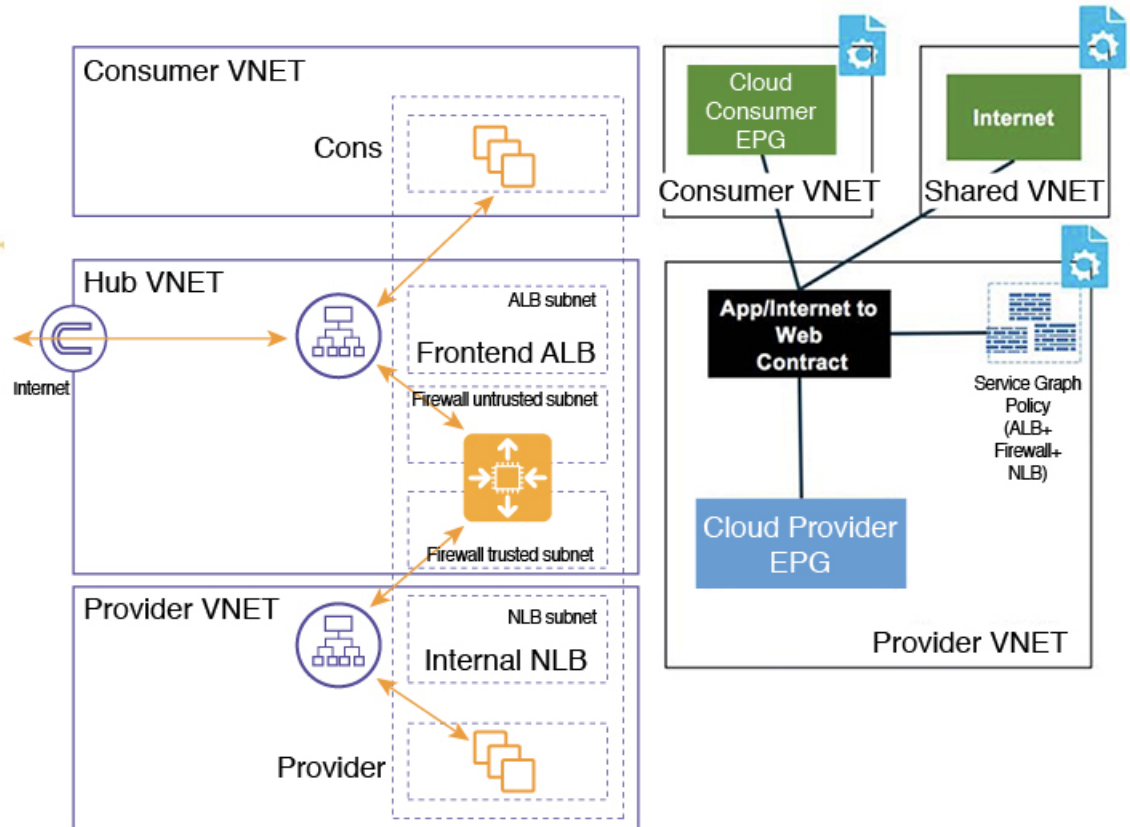 Consumer VNET
Cons
Hub VNET
ALB subnet
Frontend ALB
Internet
Firewall untrusted subnet
Firewall trusted subnet
Provider VNET
NLB subnet
Internal NLB
Provider
Cloud
Consumer
EPG
Consumer VNET
Internet
Shared VNET
App/Internet to
Web
Contract
Service Graph
Policy
(ALB+
Firewall+
NLB)
Cloud Provider
EPG
Provider VNET